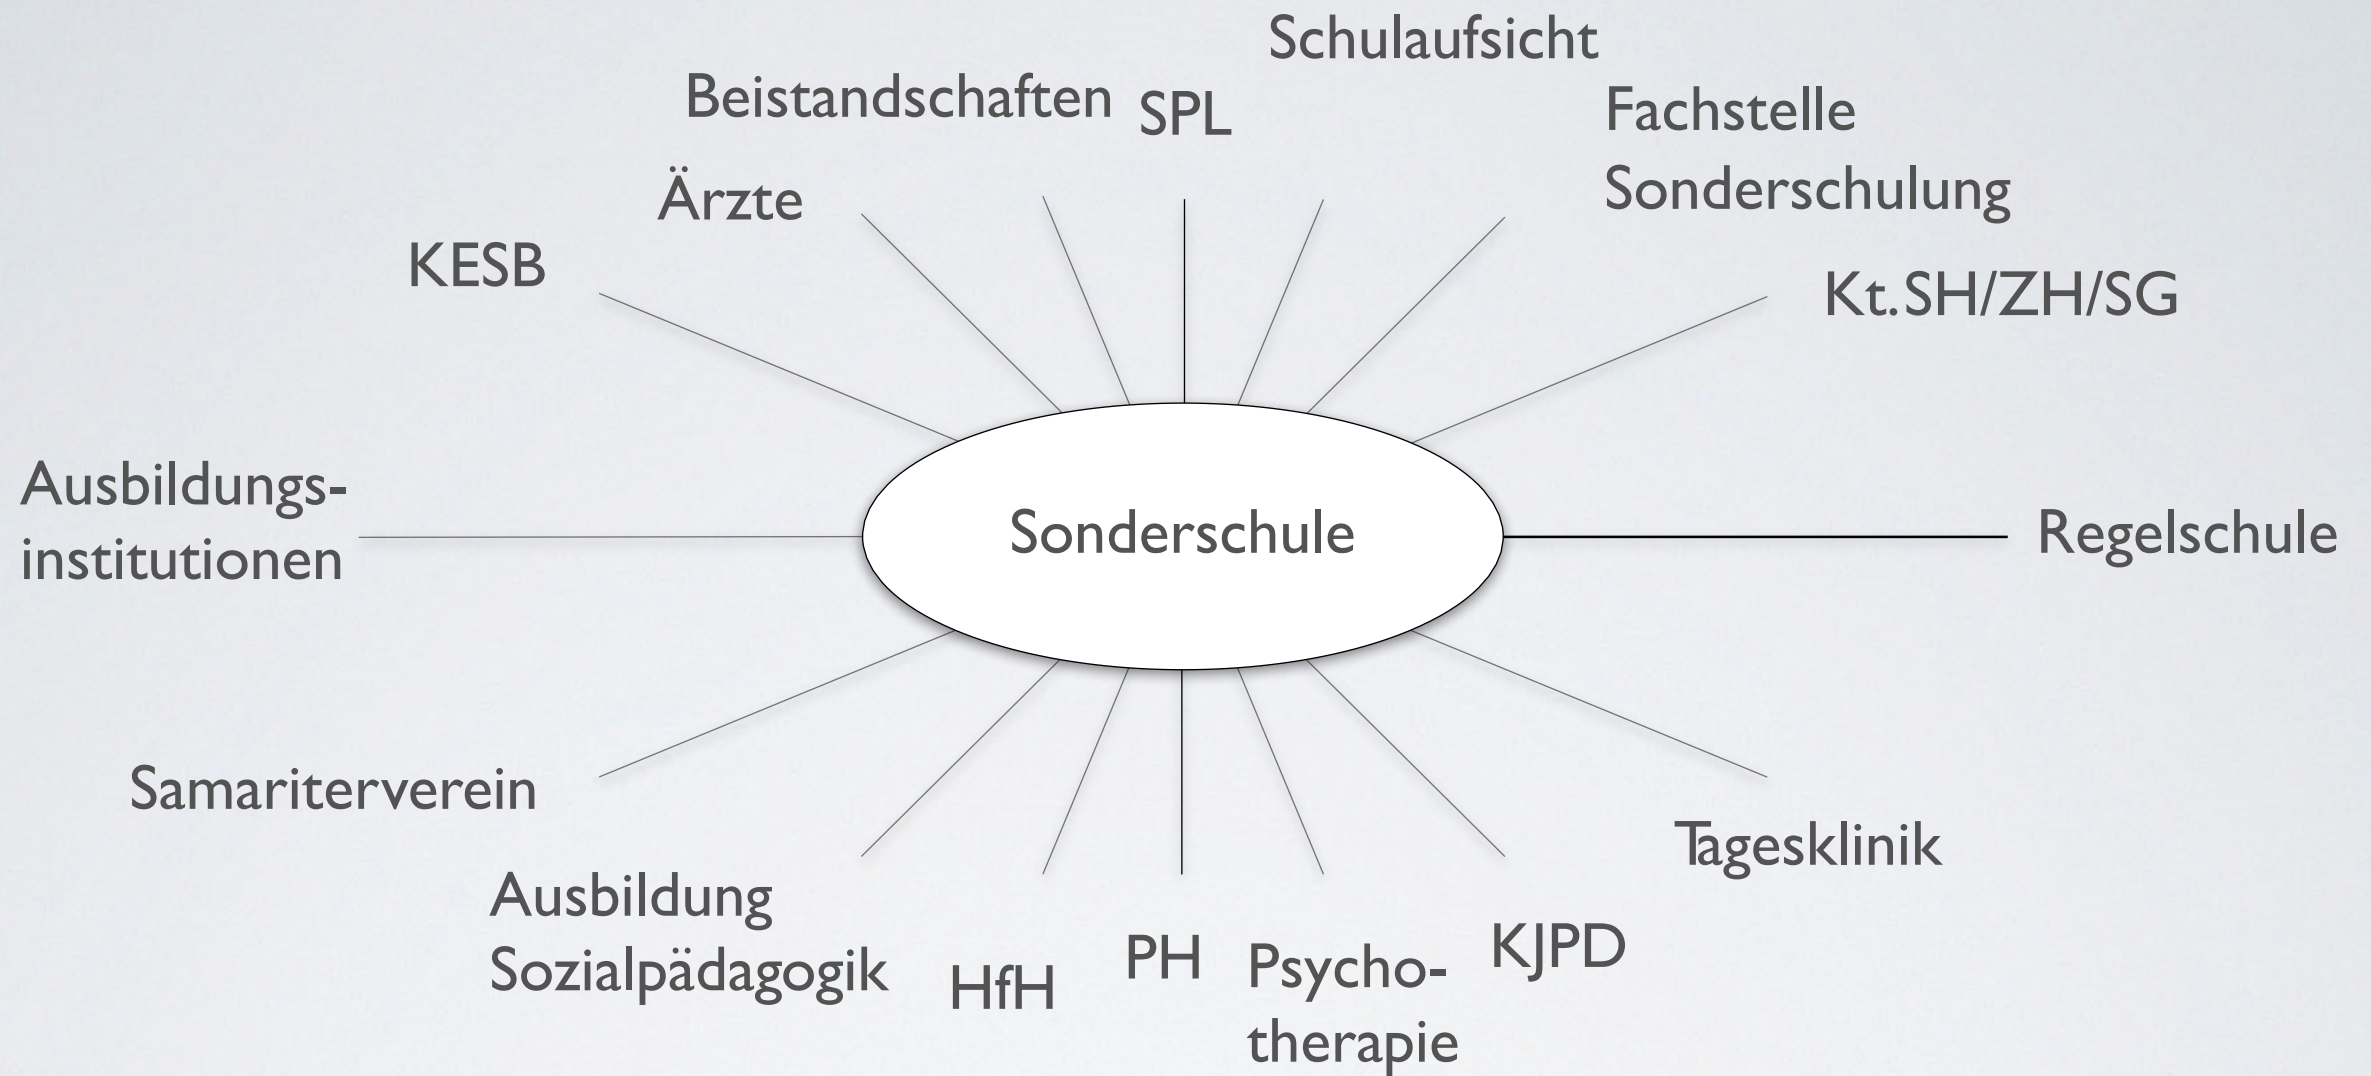 Schulaufsicht
Beistandschaften
SPL
Fachstelle
Sonderschulung
Ärzte
KESB
Kt. SH/ZH/SG
Ausbildungs-
institutionen
Sonderschule
Regelschule
Samariterverein
Tagesklinik
Ausbildung
Sozialpädagogik
HfH
PH
Psycho-
therapie
KJPD